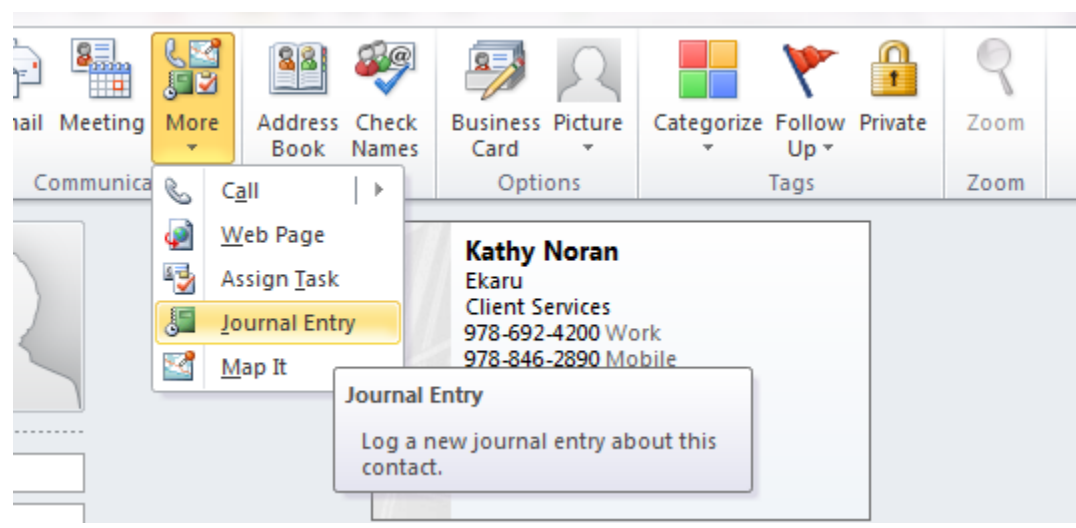 ail Meeting More Address Book Check Names Business Card Picture Categorize Follow Up Private Zoom
Communica Options Tags Zoom
Call
Web Page
Assign Task
Journal Entry
Map It
Kathy Noran
Ekaru
Client Services
978-692-4200 Work
978-846-2890 Mobile
Journal Entry
Log a new journal entry about this
contact.